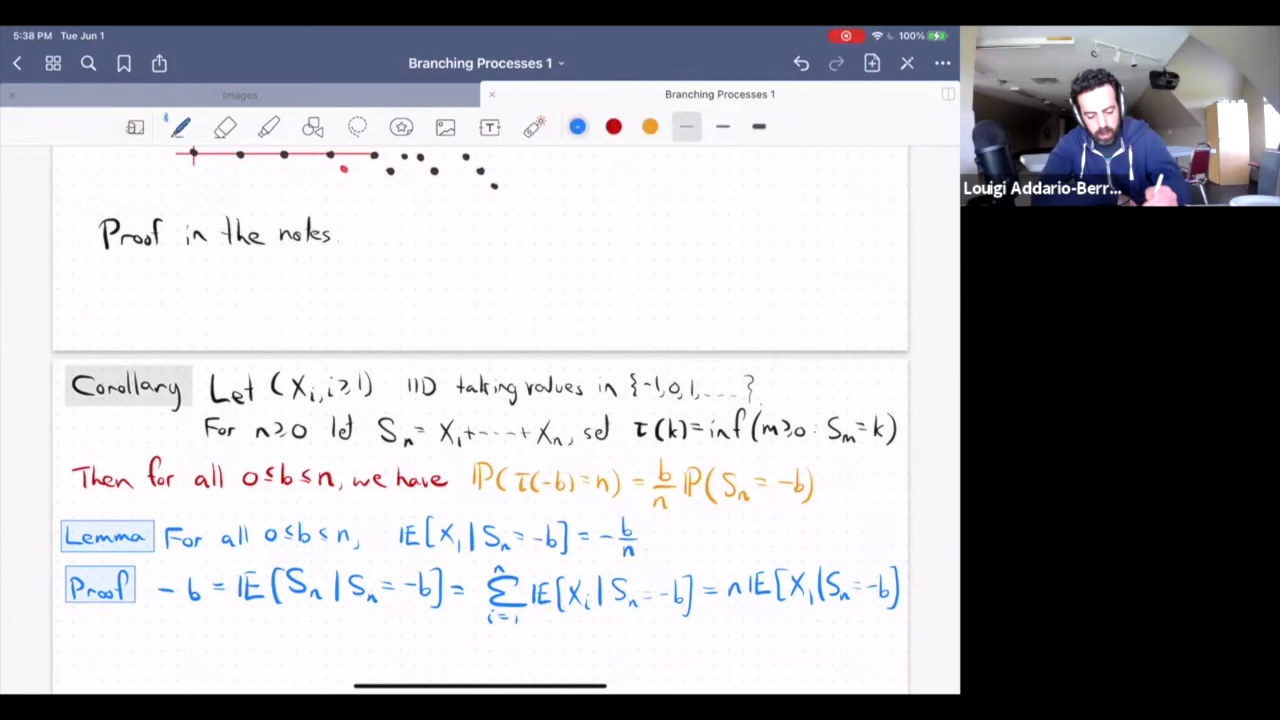 5:38 PM Tue Jun 1
100%
Branching Processes 1
Images
Branching Processes 1
Louigi Addario-Berr...
Proof in the notes.
Corollary Let (X_i, i≥1) IID taking values in {-1,0,1,....}
For n≥0 let S_n = X_1+----+X_n, set τ(k)=inf(m≥0: S_m=k)
Then for all 0≤b≤n, we have ℙ(τ(-b)=n) = b/n ℙ(S_n = -b)
Lemma For all 0≤b≤n, 𝔼[X_1 | S_n = -b] = -b/n
Proof -b = 𝔼[S_n | S_n = -b] = ∑_{i=1}^n 𝔼[X_i | S_n = -b] = n𝔼[X_1 | S_n = -b]